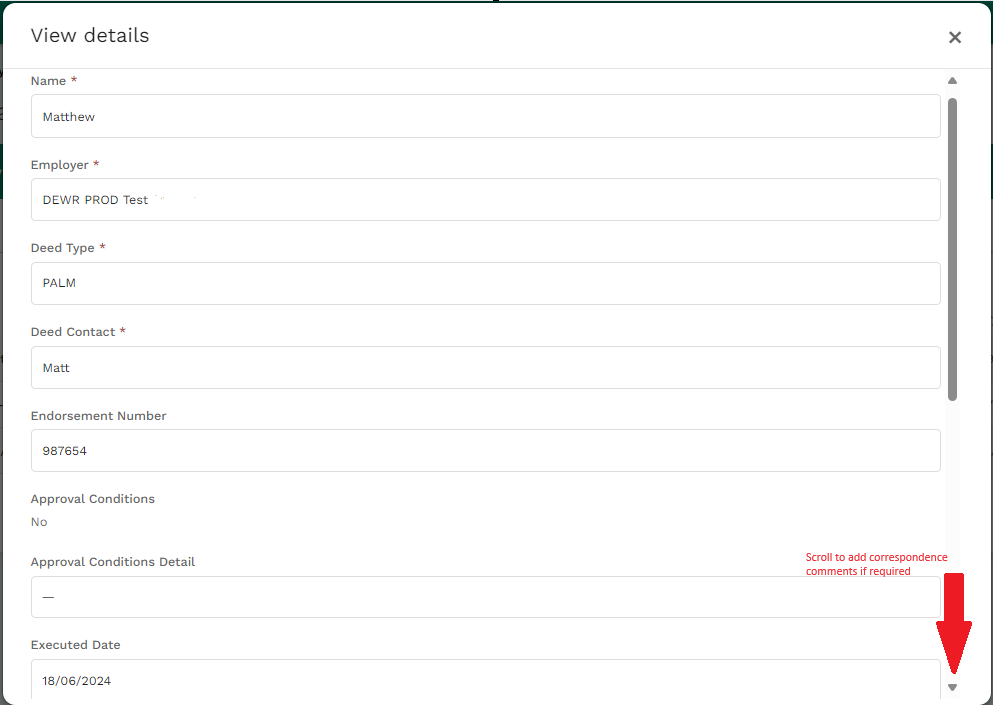 View details
×
Name *
Matthew
Employer *
DEWR PROD Test
Deed Type *
PALM
Deed Contact *
Matt
Endorsement Number
987654
Approval Conditions
No
Approval Conditions Detail
Scroll to add correspondence
comments if required
—
Executed Date
18/06/2024